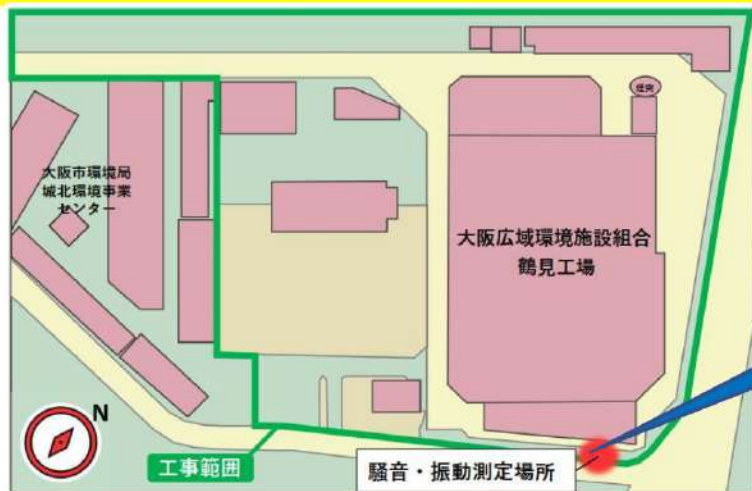 煙突
大阪市環境局
城北環境事業
センター
大阪広域環境施設組合
鶴見工場
N
工事範囲
騒音・振動測定場所